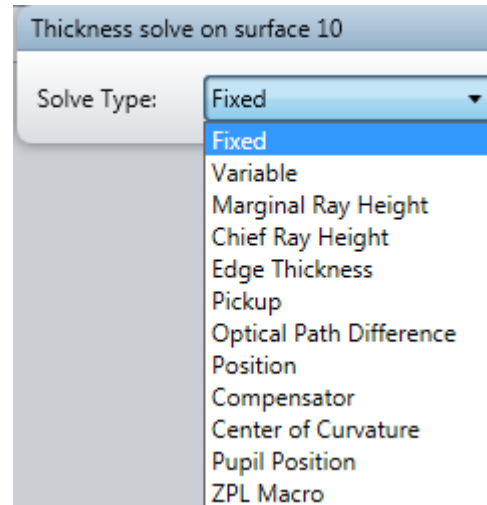 Thickness solve on surface 10
Solve Type: Fixed
Fixed
Variable
Marginal Ray Height
Chief Ray Height
Edge Thickness
Pickup
Optical Path Difference
Position
Compensator
Center of Curvature
Pupil Position
ZPL Macro